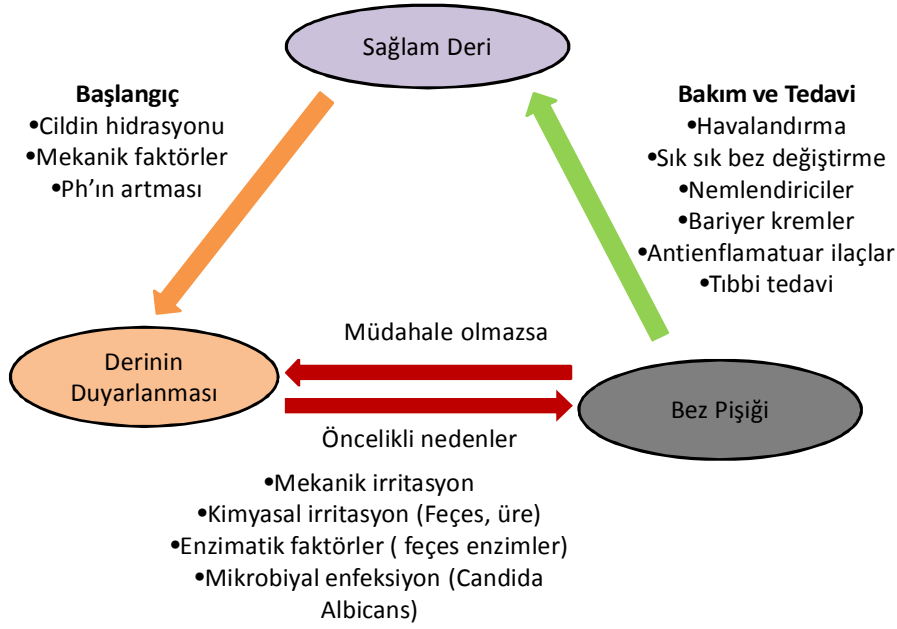 Sağlam Deri
Başlangıç
•Cildin hidrasyonu
•Mekanik faktörler
•Ph’ın artması
Bakım ve Tedavi
•Havalandırma
•Sık sık bez değiştirme
•Nemlendiriciler
•Bariyer kremler
•Antienflamatuar ilaçlar
•Tıbbi tedavi
Derinin
Duyarlanması
Müdahale olmazsa
Bez Pişiği
Öncelikli nedenler
•Mekanik irritasyon
•Kimyasal irritasyon (Feçes, üre)
•Enzimatik faktörler ( feçes enzimler)
•Mikrobiyal enfeksiyon (Candida
Albicans)